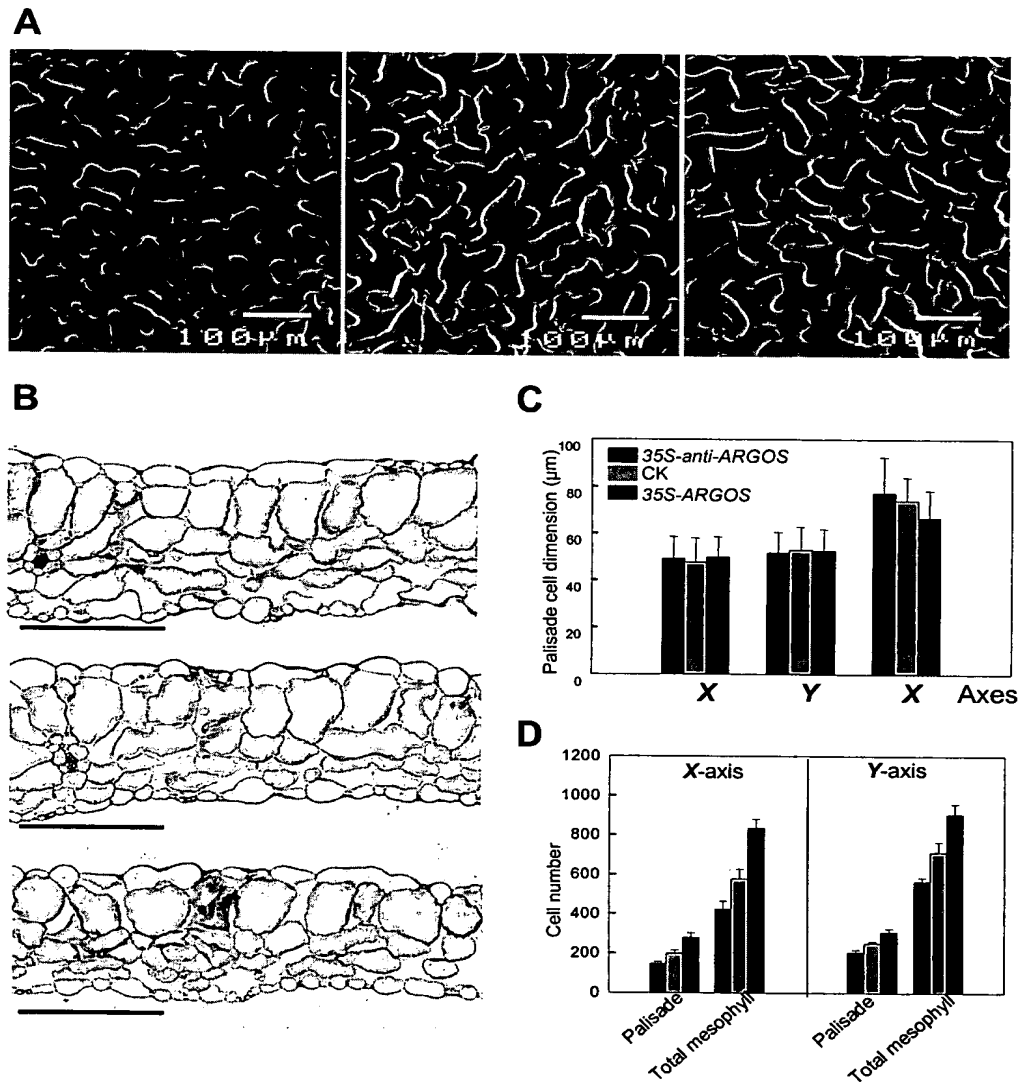 A
100µm
100µm
100µm
B
C
100
80
60
40
20
0
Palisade cell dimension (µm)
35S-anti-ARGOS
CK
35S-ARGOS
X Y X Axes
D
1200
1000
800
600
400
200
0
Cell number
X-axis Y-axis
Palisade Total mesophyll Palisade Total mesophyll